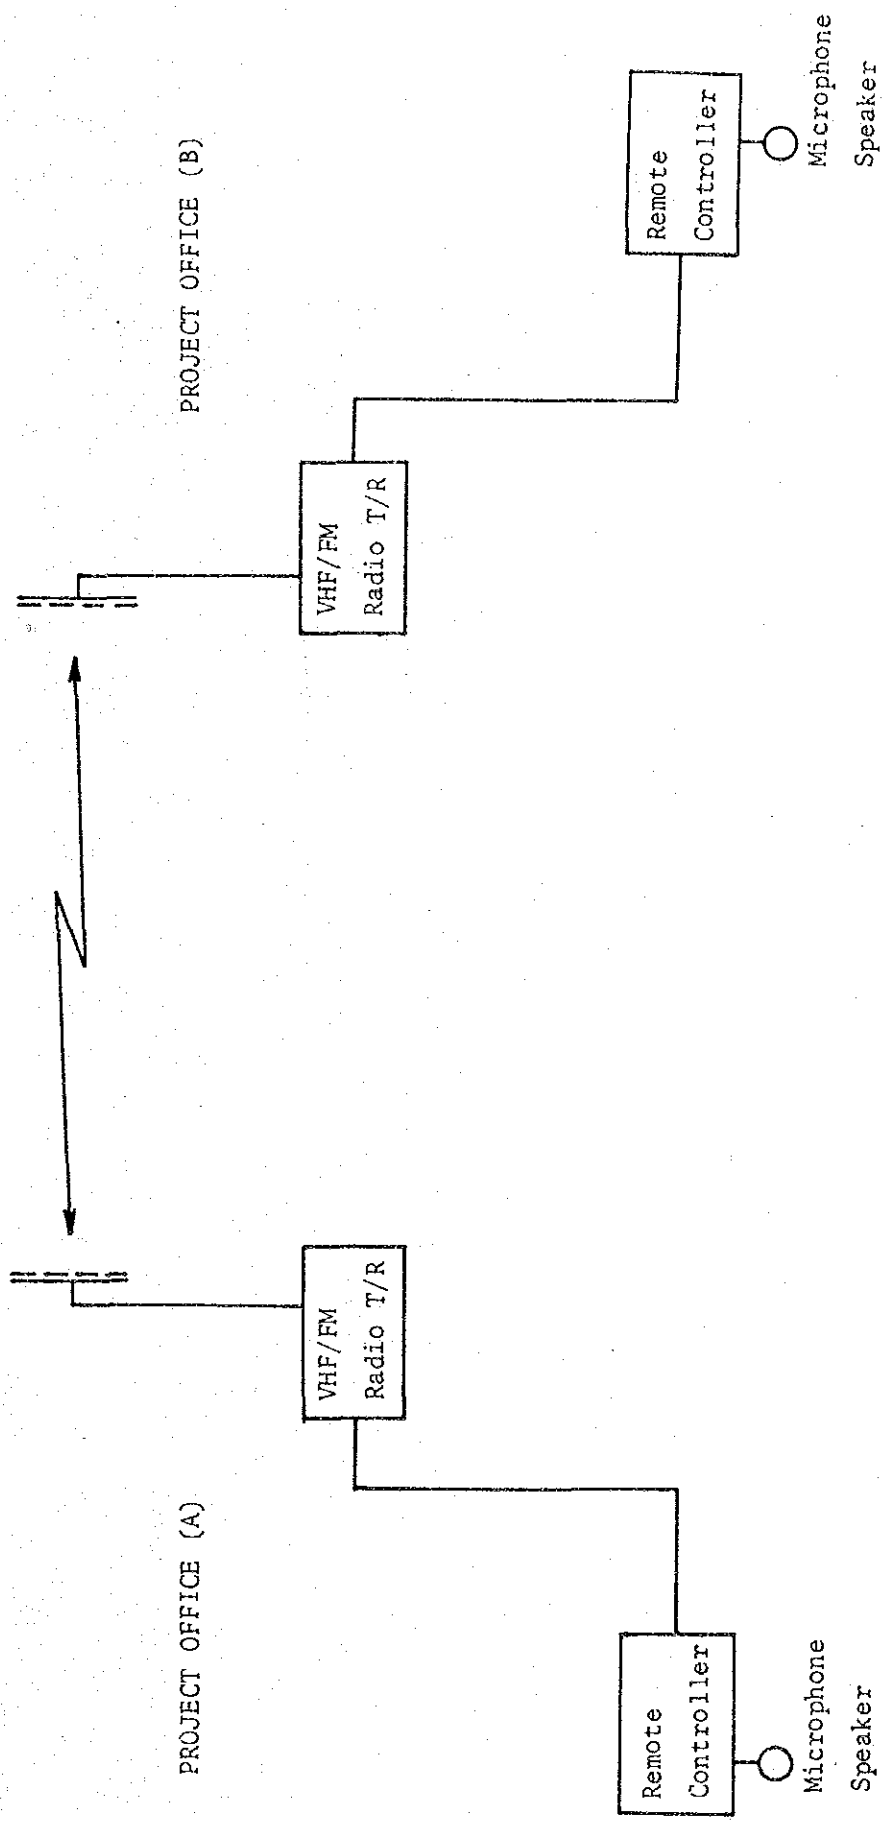 PROJECT OFFICE (A)
PROJECT OFFICE (B)
VHF/FM
Radio T/R
VHF/FM
Radio T/R
Remote
Controller
Microphone
Speaker
Remote
Controller
Microphone
Speaker